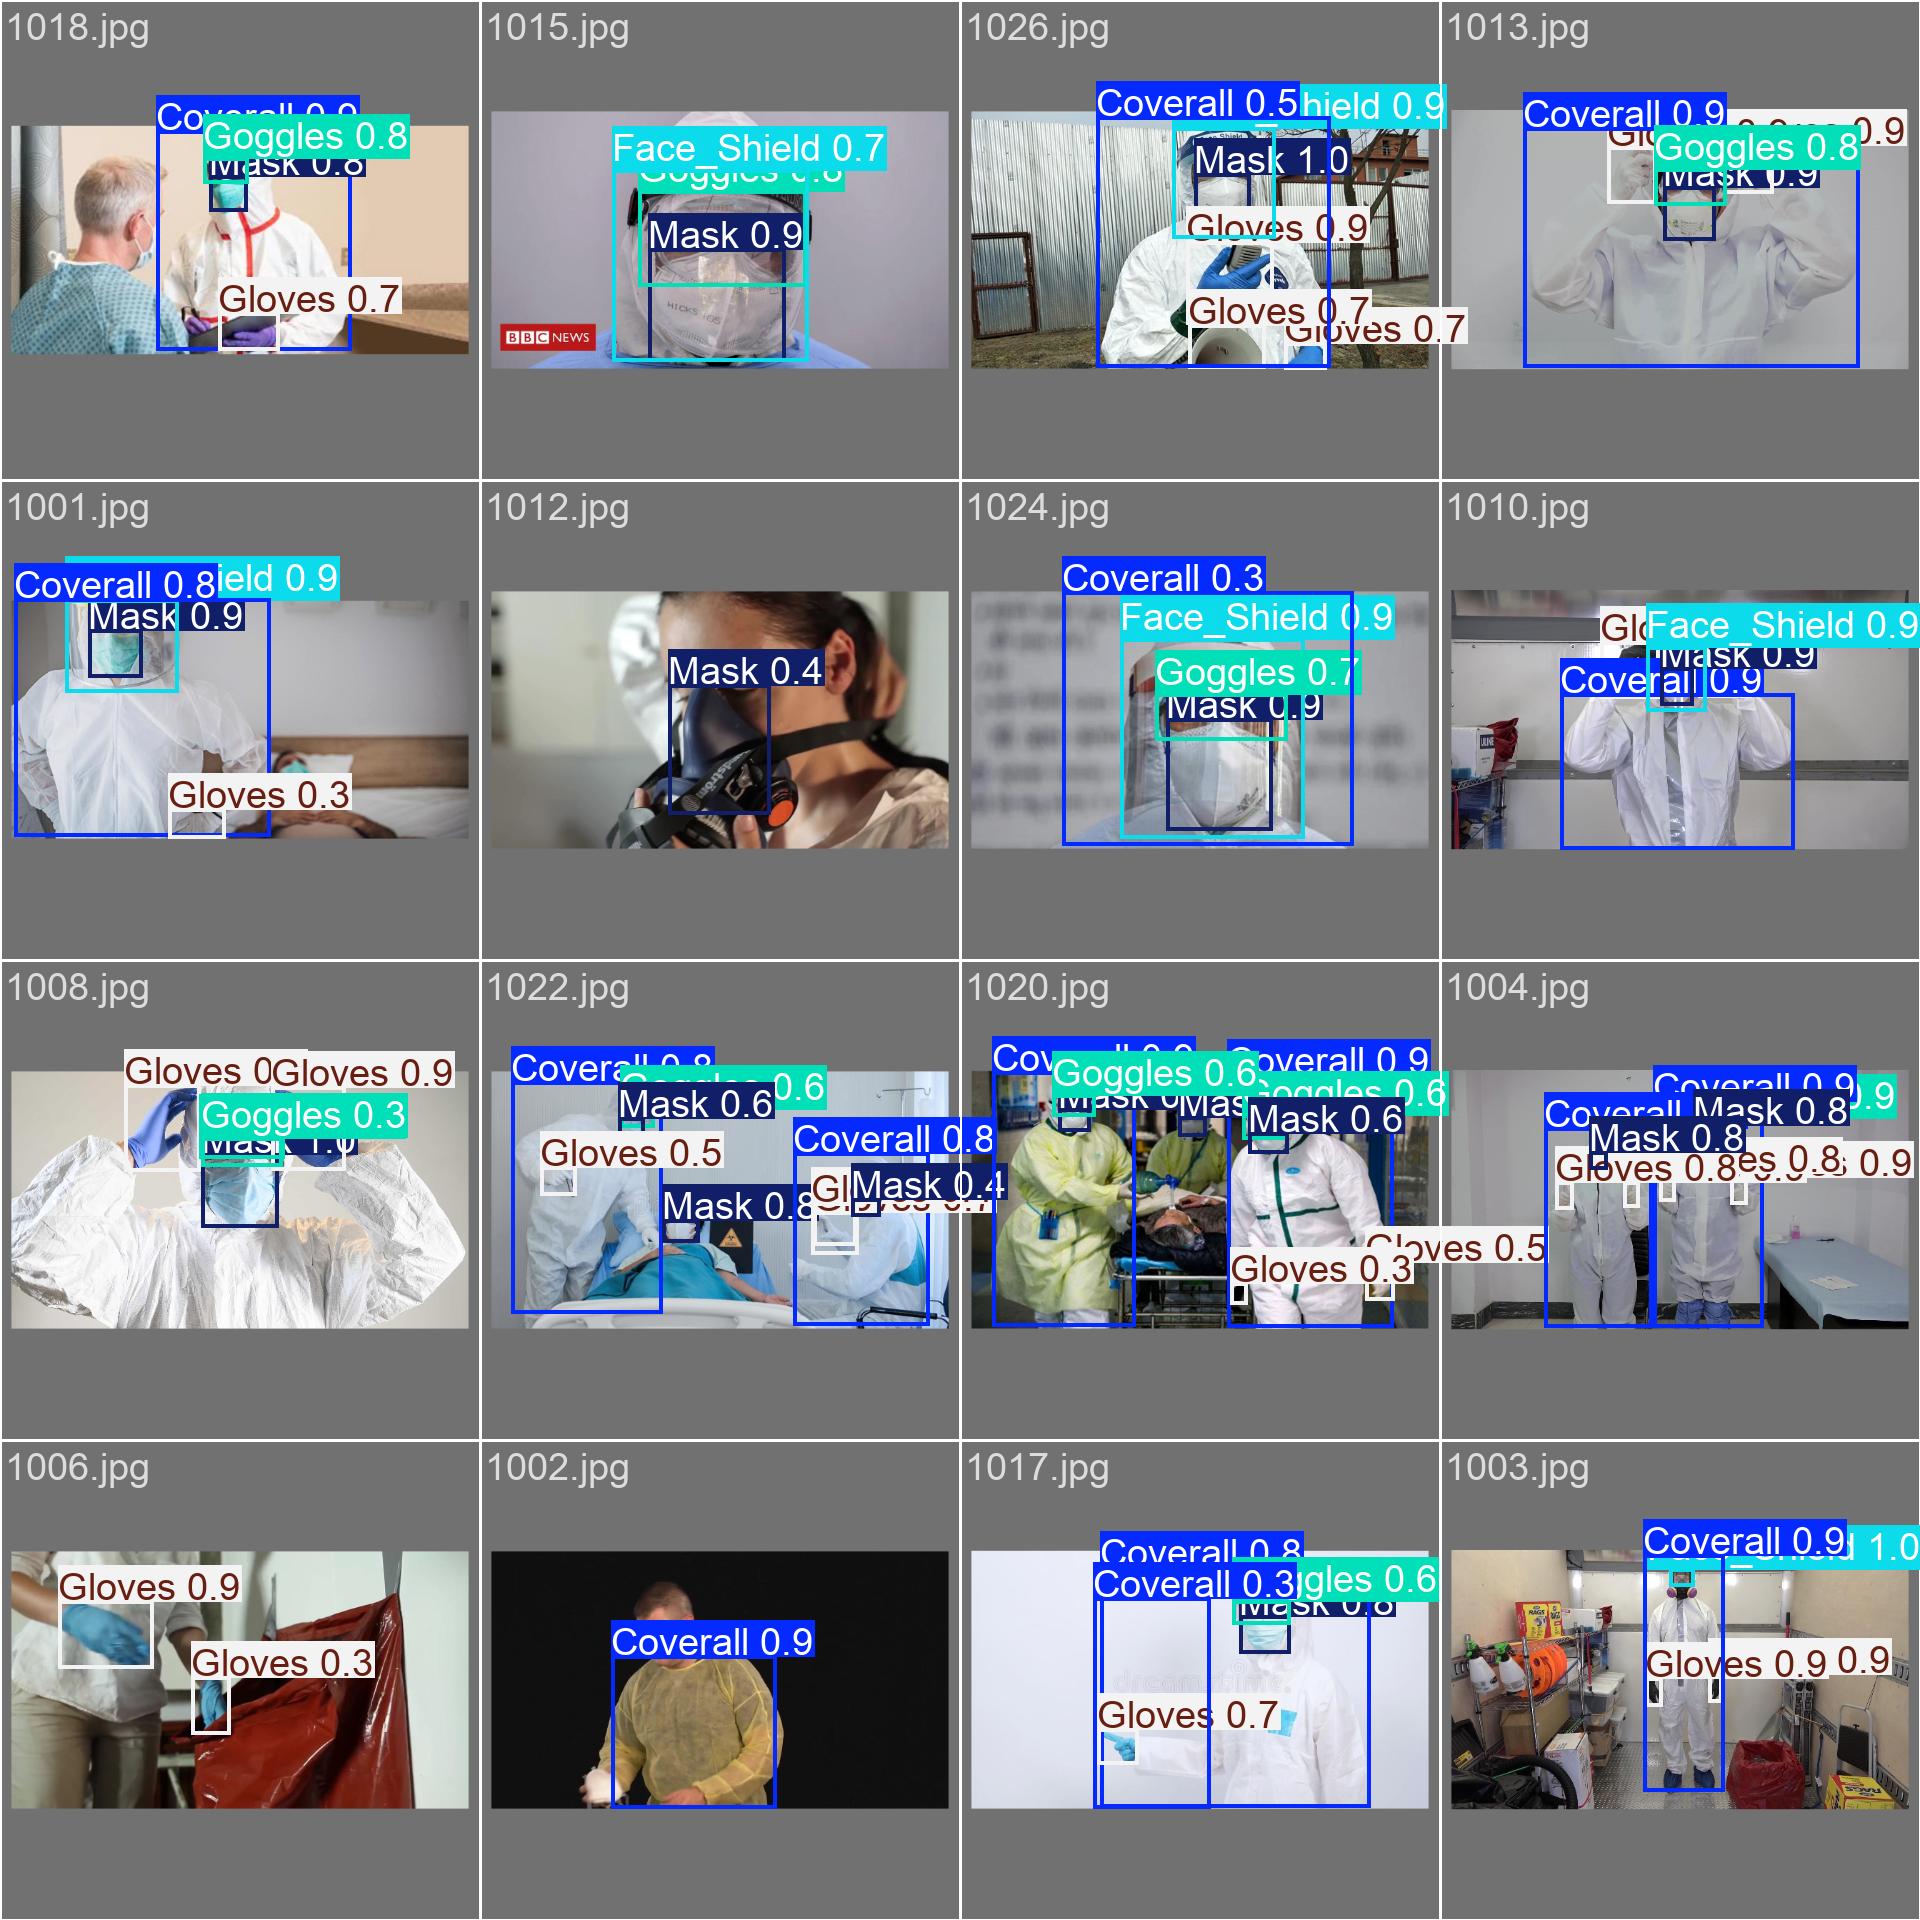 1018.jpg
Coverall 0.9
Goggles 0.8
Mask 0.8
Gloves 0.7
1015.jpg
Face_Shield 0.7
Goggles 0.8
Mask 0.9
HICKS
BBC NEWS
1026.jpg
Coverall 0.5
hield 0.9
Mask 1.0
Gloves 0.9
Gloves 0.7
Gloves 0.7
1013.jpg
Coverall 0.9
0.9
Goggles 0.8
Mask 0.9
1001.jpg
Coverall 0.8
ield 0.9
Mask 0.9
Gloves 0.3
1012.jpg
Mask 0.4
1024.jpg
Coverall 0.3
Face_Shield 0.9
Goggles 0.7
Mask 0.9
1010.jpg
Glo
Face_Shield 0.9
Mask 0.9
Coverall 0.9
1008.jpg
Gloves 0
Gloves 0.9
Goggles 0.3
Mask 1.0
1022.jpg
Coverall 0.8
Goggles 0.6
Mask 0.6
Gloves 0.5
Coverall 0.8
Mask 0.8
Mask 0.4
1020.jpg
Coverall 0.9
Coverall 0.9
Goggles 0.6
Goggles 0.6
Mask 0
Mas
Mask 0.6
Gloves 0.5
Gloves 0.3
1004.jpg
Coverall 0.9
0.9
Coverall
Mask 0.8
Mask 0.8
Gloves 0.8
es 0.8
0.9
1006.jpg
Gloves 0.9
Gloves 0.3
1002.jpg
Coverall 0.9
1017.jpg
Coverall 0.8
Coverall 0.3
ggles 0.6
Mask 0.8
dreamstime
Gloves 0.7
1003.jpg
Coverall 0.9
Face_Shield 1.0
RAGS
Gloves 0.9
0.9
RAGS